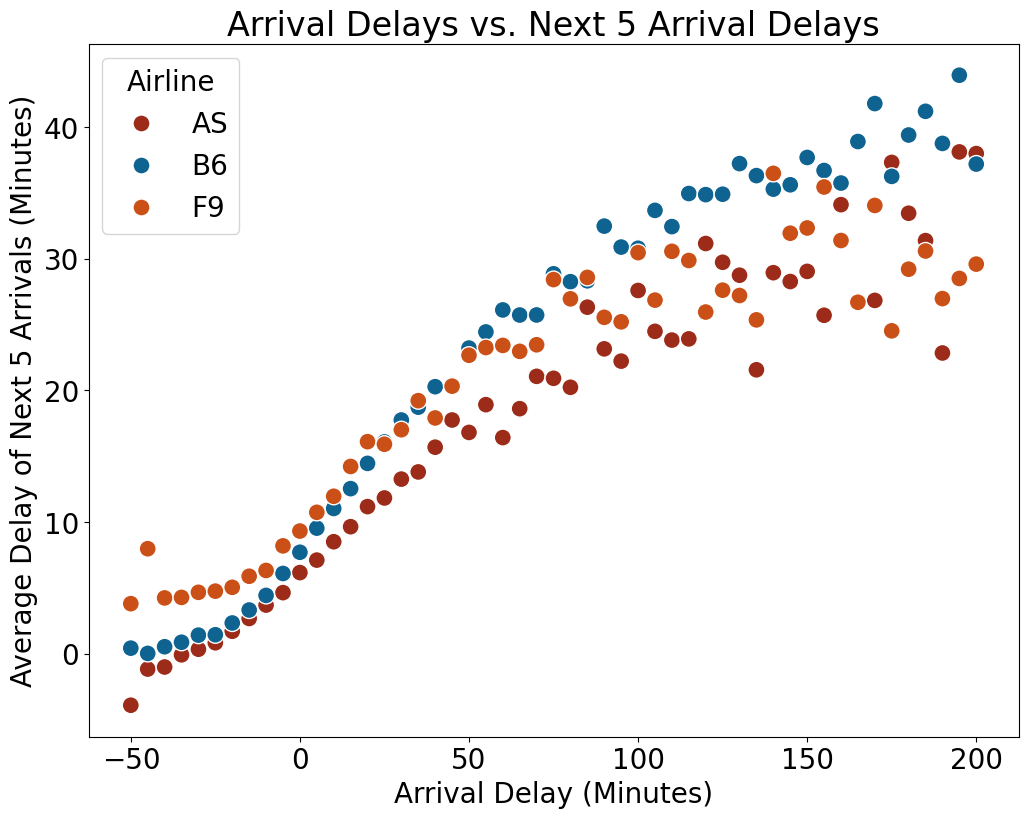 Arrival Delays vs. Next 5 Arrival Delays
Airline
AS
B6
F9
Average Delay of Next 5 Arrivals (Minutes)
40
30
20
10
0
−50
0
50
100
150
200
Arrival Delay (Minutes)